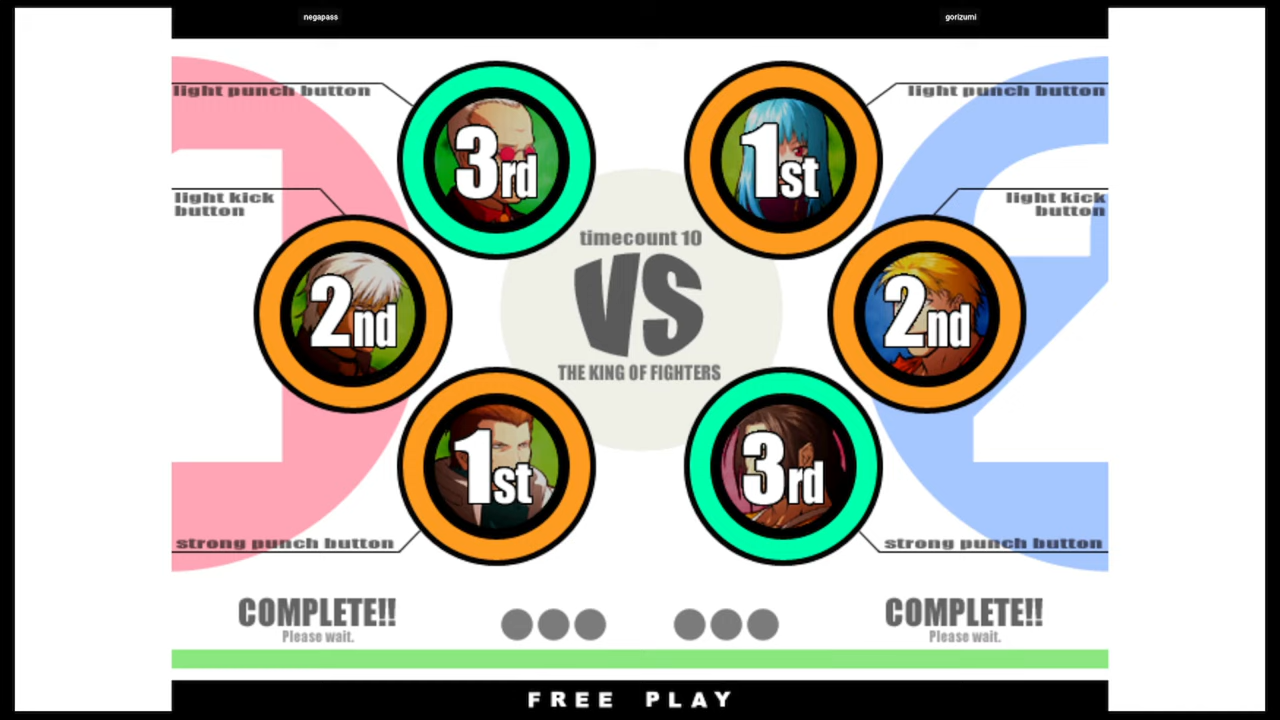 negapass
gorizumi
light punch button
light punch button
3rd
1st
light kick
button
light kick
button
timecount 10
VS
THE KING OF FIGHTERS
2nd
2nd
1st
3rd
strong punch button
strong punch button
COMPLETE!!
Please wait.
COMPLETE!!
Please wait.
FREE PLAY